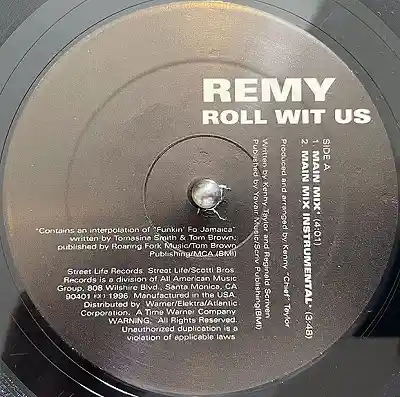 REMY
ROLL WIT US
SIDE A
1 MAIN MIX* (4:01)
2 MAIN MIX INSTRUMENTAL* (3:48)
Produced and arranged by Kenny "Chief" Taylor
Written by Kenny Taylor and Reginald
Published by Music/Sony Publishing(BMI)
"Contains an interpolation of "Funkin' Fo Jamaica"
written by Tomasina Smith & Tom Brown,
published by Roaring Fork Music/Tom Brown
Publishing/MCA (BMI)
Street Life Records. Street Life/Scotti Bros.
Records is a division of All American Music
Group, 808 Wilshire Blvd., Santa Monica, CA
90401 1996. Manufactured in the USA.
Distributed by Warner/Elektra/Atlantic
Corporation. A Time Warner Company
WARNING. All Rights Reserved.
Unauthorized duplication is a
violation of applicable laws